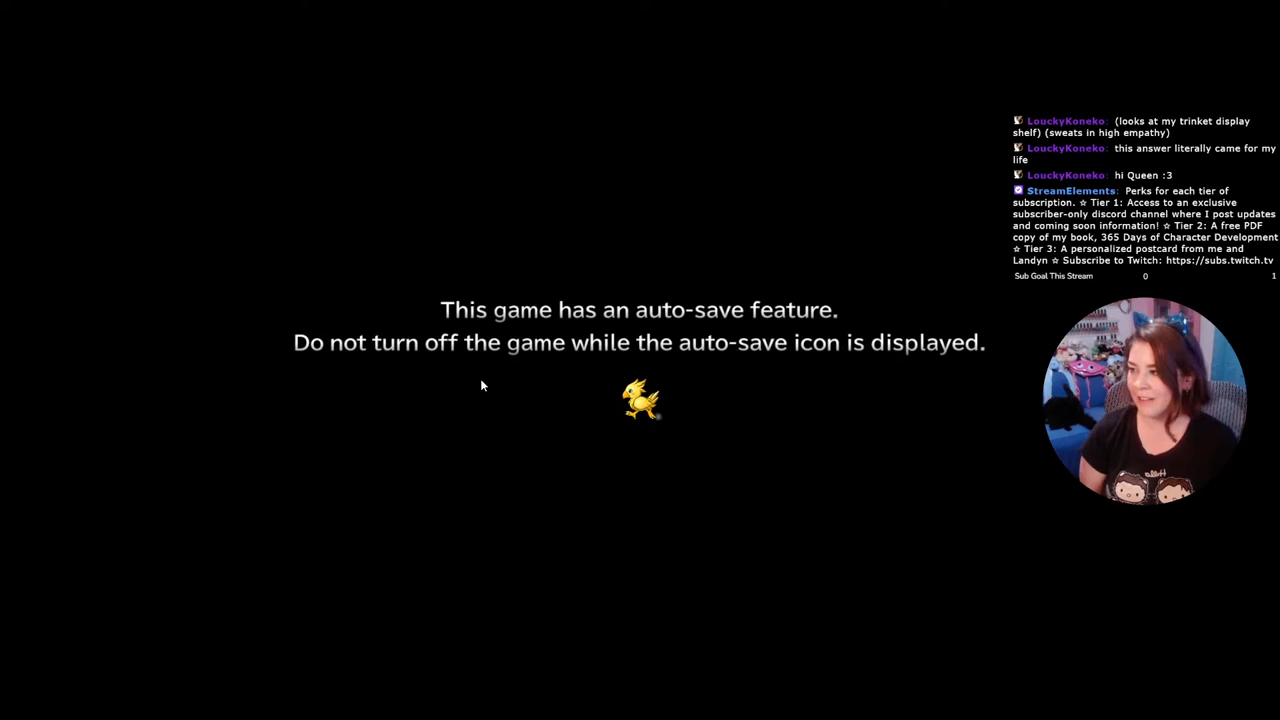 LouckyKoneko: (looks at my trinket display
shelf) (sweats in high empathy)
LouckyKoneko: this answer literally came for my
life
LouckyKoneko: hi Queen :3
StreamElements: Perks for each tier of
subscription. ☆ Tier 1: Access to an exclusive
subscriber-only discord channel where I post updates
and coming soon information! ☆ Tier 2: A free PDF
copy of my book, 365 Days of Character Development
☆ Tier 3: A personalized postcard from me and
Landyn ☆ Subscribe to Twitch: https://subs.twitch.tv
Sub Goal This Stream 0 1
This game has an auto-save feature.
Do not turn off the game while the auto-save icon is displayed.
Hello